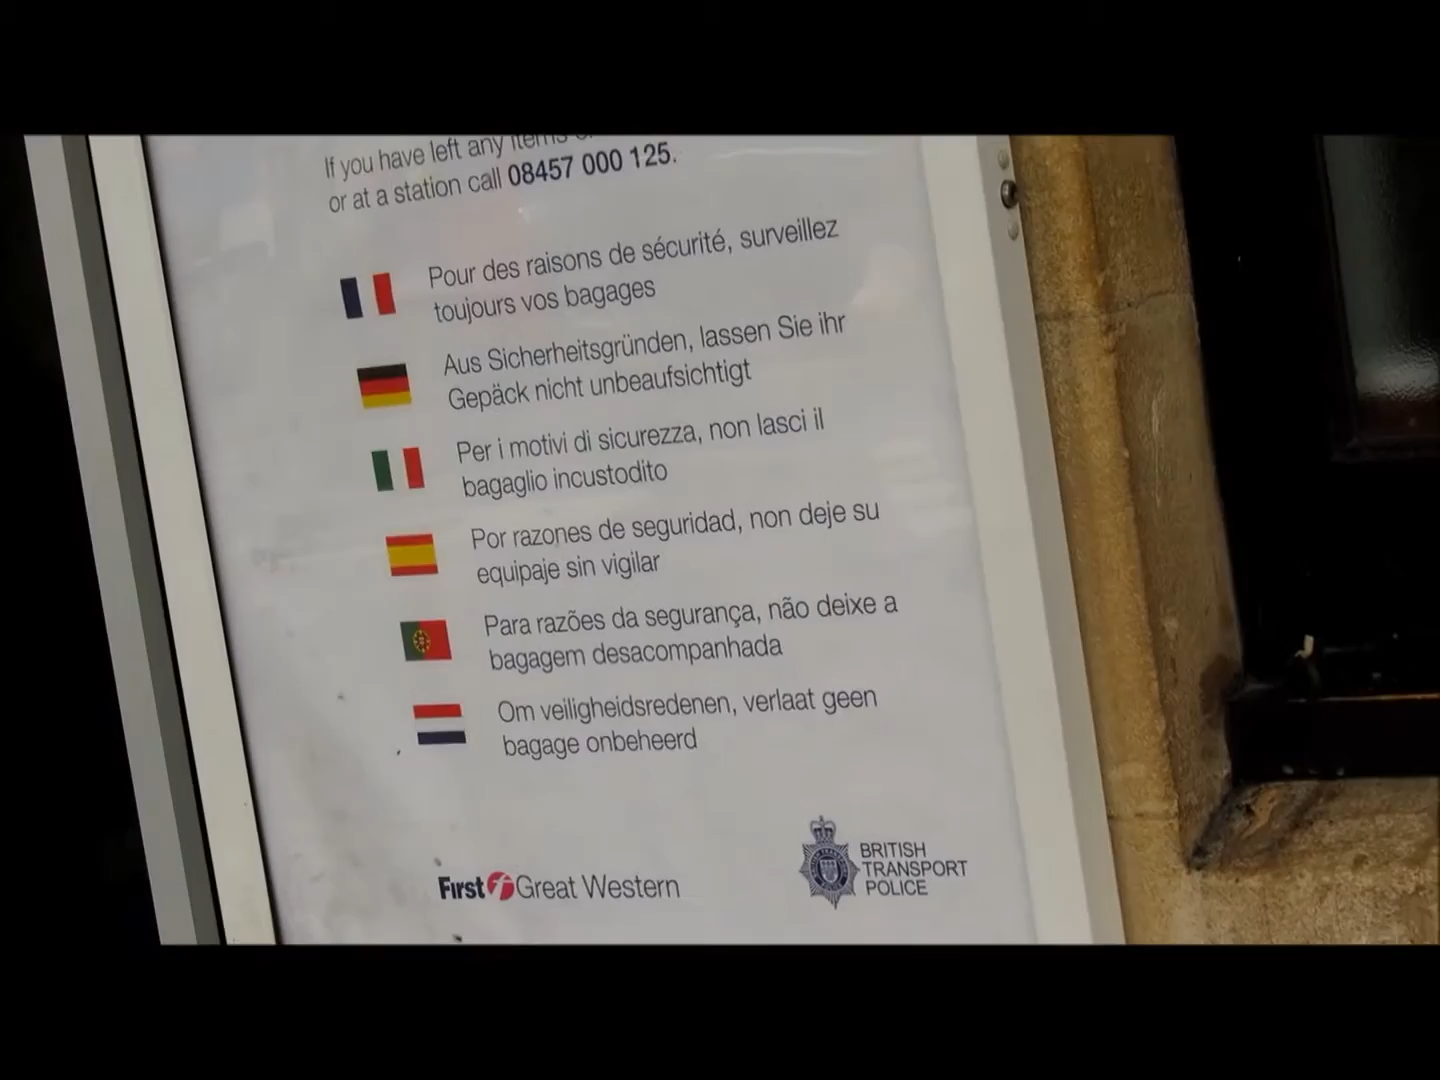 If you have left any items
or at a station call 08457 000 125.
Pour des raisons de sécurité, surveillez
toujours vos bagages
Aus Sicherheitsgründen, lassen Sie ihr
Gepäck nicht unbeaufsichtigt
Per i motivi di sicurezza, non lasci il
bagaglio incustodito
Por razones de seguridad, non deje su
equipaje sin vigilar
Para razões da segurança, não deixe a
bagagem desacompanhada
Om veiligheidsredenen, verlaat geen
bagage onbeheerd
First Great Western
BRITISH
TRANSPORT
POLICE